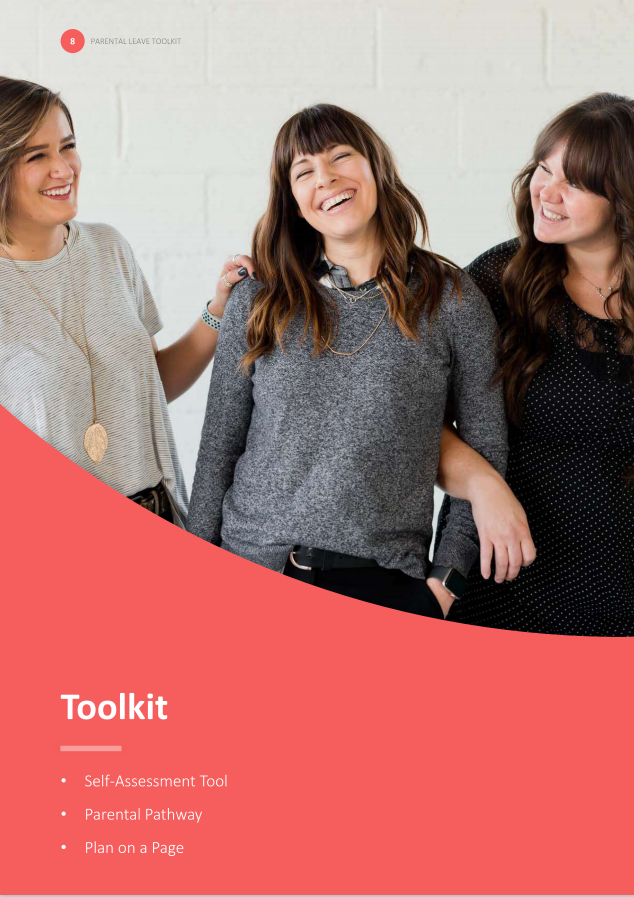 8 PARENTAL LEAVE TOOLKIT
Toolkit
• Self-Assessment Tool
• Parental Pathway
• Plan on a Page